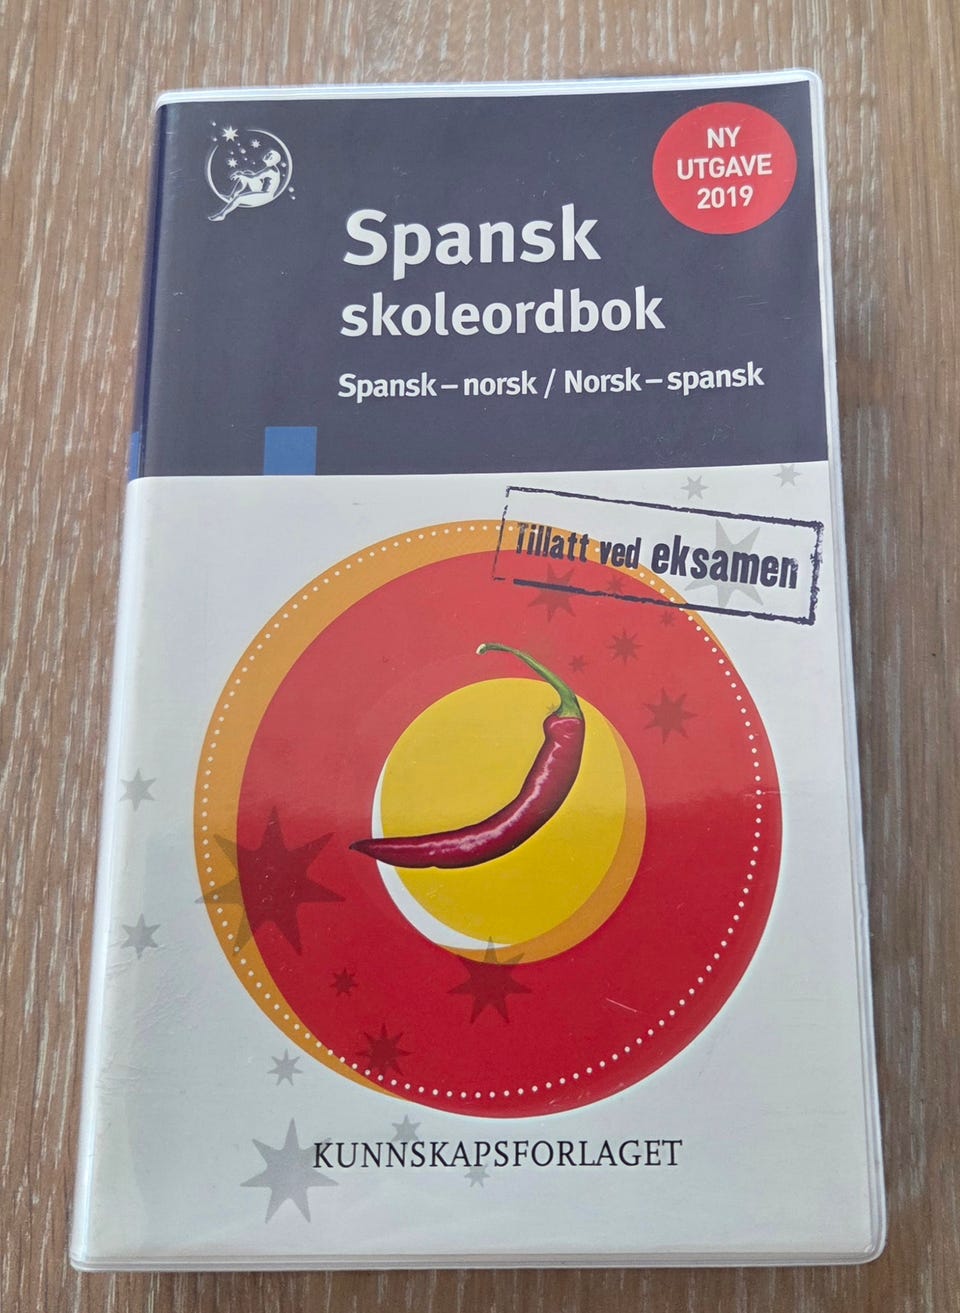 NY
UTGAVE
2019
Spansk
skoleordbok
Spansk – norsk / Norsk – spansk
Tillatt ved eksamen
KUNNSKAPSFORLAGET